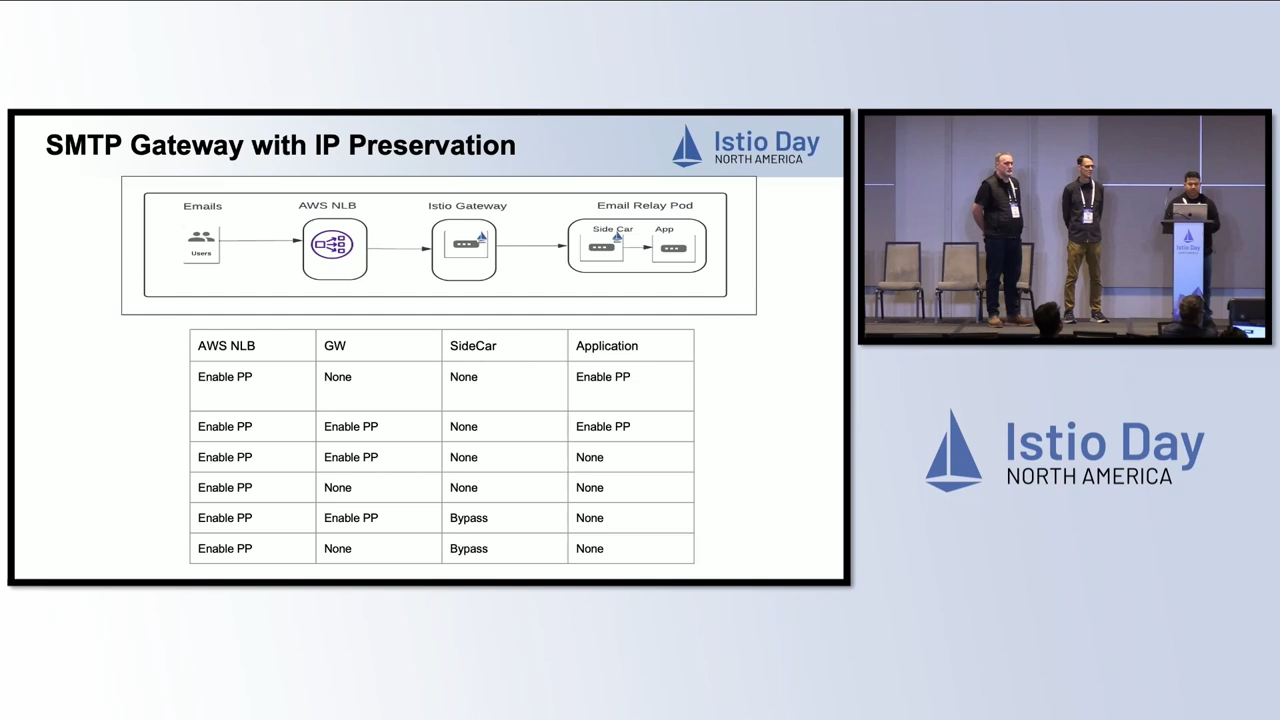 SMTP Gateway with IP Preservation
Istio Day
NORTH AMERICA
Emails
AWS NLB
Istio Gateway
Email Relay Pod
Side Car
App
Users
AWS NLB GW SideCar Application
Enable PP None None Enable PP
Enable PP Enable PP None Enable PP
Enable PP Enable PP None None
Enable PP None None None
Enable PP Enable PP Bypass None
Enable PP None Bypass None
Istio Day
Istio Day
NORTH AMERICA